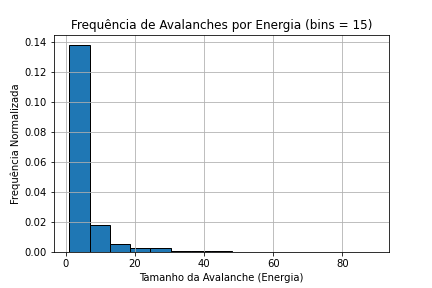 Frequência de Avalanches por Energia (bins = 15)
Frequência Normalizada
0.14
0.12
0.10
0.08
0.06
0.04
0.02
0.00
0 20 40 60 80
Tamanho da Avalanche (Energia)